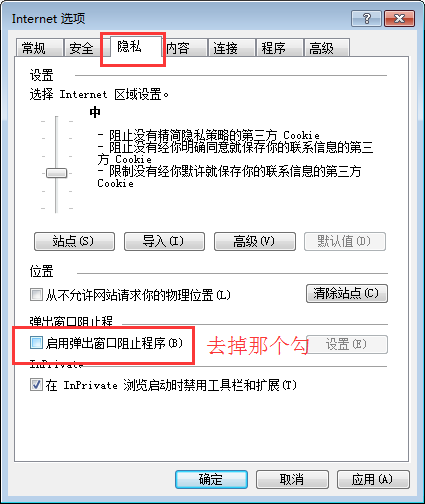 Internet 选项
常规 安全 隐私 内容 连接 程序 高级
设置
选择 Internet 区域设置。
中
- 阻止没有精简隐私策略的第三方 Cookie
- 阻止没有经你明确同意就保存你的联系信息的第三
方 Cookie
- 限制没有经你默许就保存你的联系信息的第三方
Cookie
站点(S) 导入(I) 高级(V) 默认值(D)
位置
从不允许网站请求你的物理位置(L) 清除站点(C)
弹出窗口阻止程
启用弹出窗口阻止程序(B) 去掉那个勾 设置(E)
InPrivate
在 InPrivate 浏览启动时禁用工具栏和扩展(T)
确定 取消 应用(A)